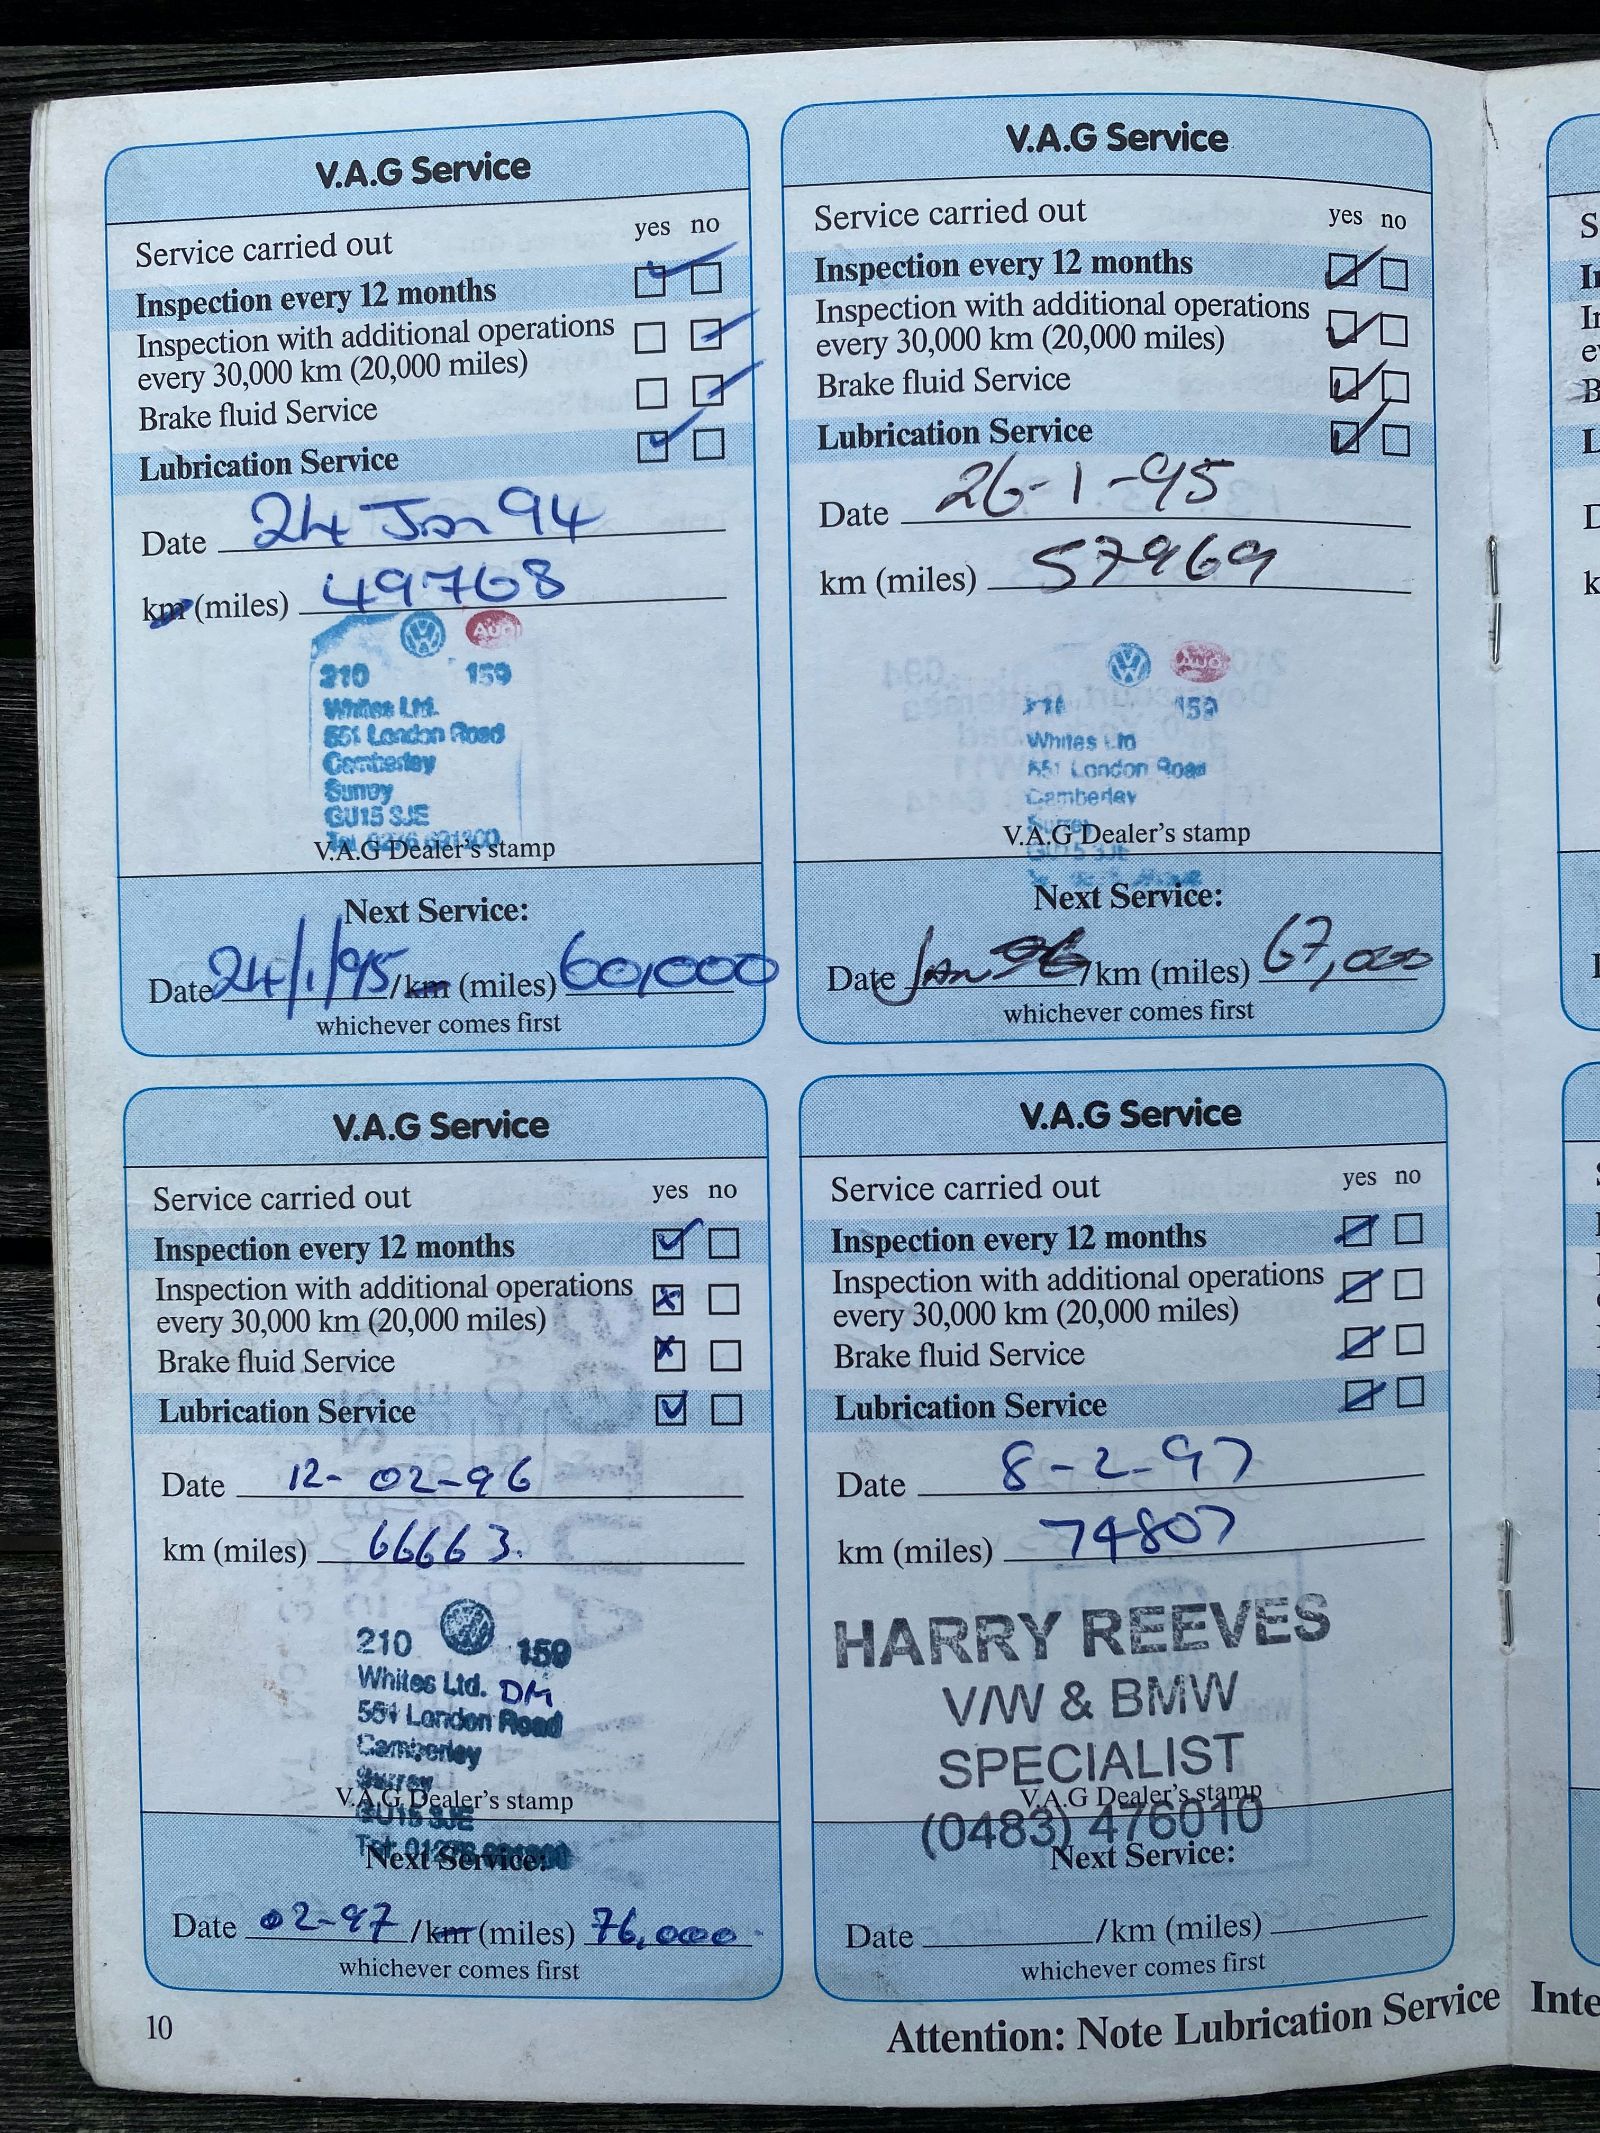 V.A.G Service
Service carried out yes no
Inspection every 12 months
Inspection with additional operations
every 30,000 km (20,000 miles)
Brake fluid Service
Lubrication Service
Date 24 Jan 94
km (miles) 49768
Audi
210 159
Whites Ltd.
551 London Road
Camberley
Surrey
GU15 3JE
Tel. 0276 691300
V.A.G Dealer's stamp
Next Service:
Date 24/1/95 /km (miles) 60,000
whichever comes first
V.A.G Service
Service carried out yes no
Inspection every 12 months
Inspection with additional operations
every 30,000 km (20,000 miles)
Brake fluid Service
Lubrication Service
Date 26-1-95
km (miles) 57969
Audi
210 159
Whites Ltd
551 London Road
Camberley
Surrey
V.A.G Dealer's stamp
GU15 3JE
Next Service:
Date Jan 96 /km (miles) 67,000
whichever comes first
V.A.G Service
Service carried out yes no
Inspection every 12 months
Inspection with additional operations
every 30,000 km (20,000 miles)
Brake fluid Service
Lubrication Service
Date 12-02-96
km (miles) 66663.
210 159
Whites Ltd. DM
551 London Road
Camberley
Surrey
V.A.G Dealer's stamp
GU15 3JE
Next Service:
Date 02-97 /km (miles) 76,000
whichever comes first
V.A.G Service
Service carried out yes no
Inspection every 12 months
Inspection with additional operations
every 30,000 km (20,000 miles)
Brake fluid Service
Lubrication Service
Date 8-2-97
km (miles) 74807
HARRY REEVES
V/W & BMW
SPECIALIST
V.A.G Dealer's stamp
(0483) 476010
Next Service:
Date /km (miles)
whichever comes first
10
Attention: Note Lubrication Service